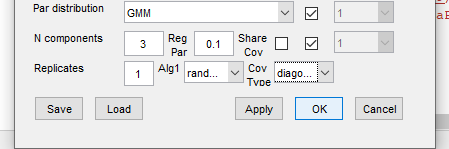 Par distribution GMM 1
N components 3 Reg Par 0.1 Share Cov 1
Replicates 1 Alg1 rand... Cov Type diago...
Save Load Apply OK Cancel